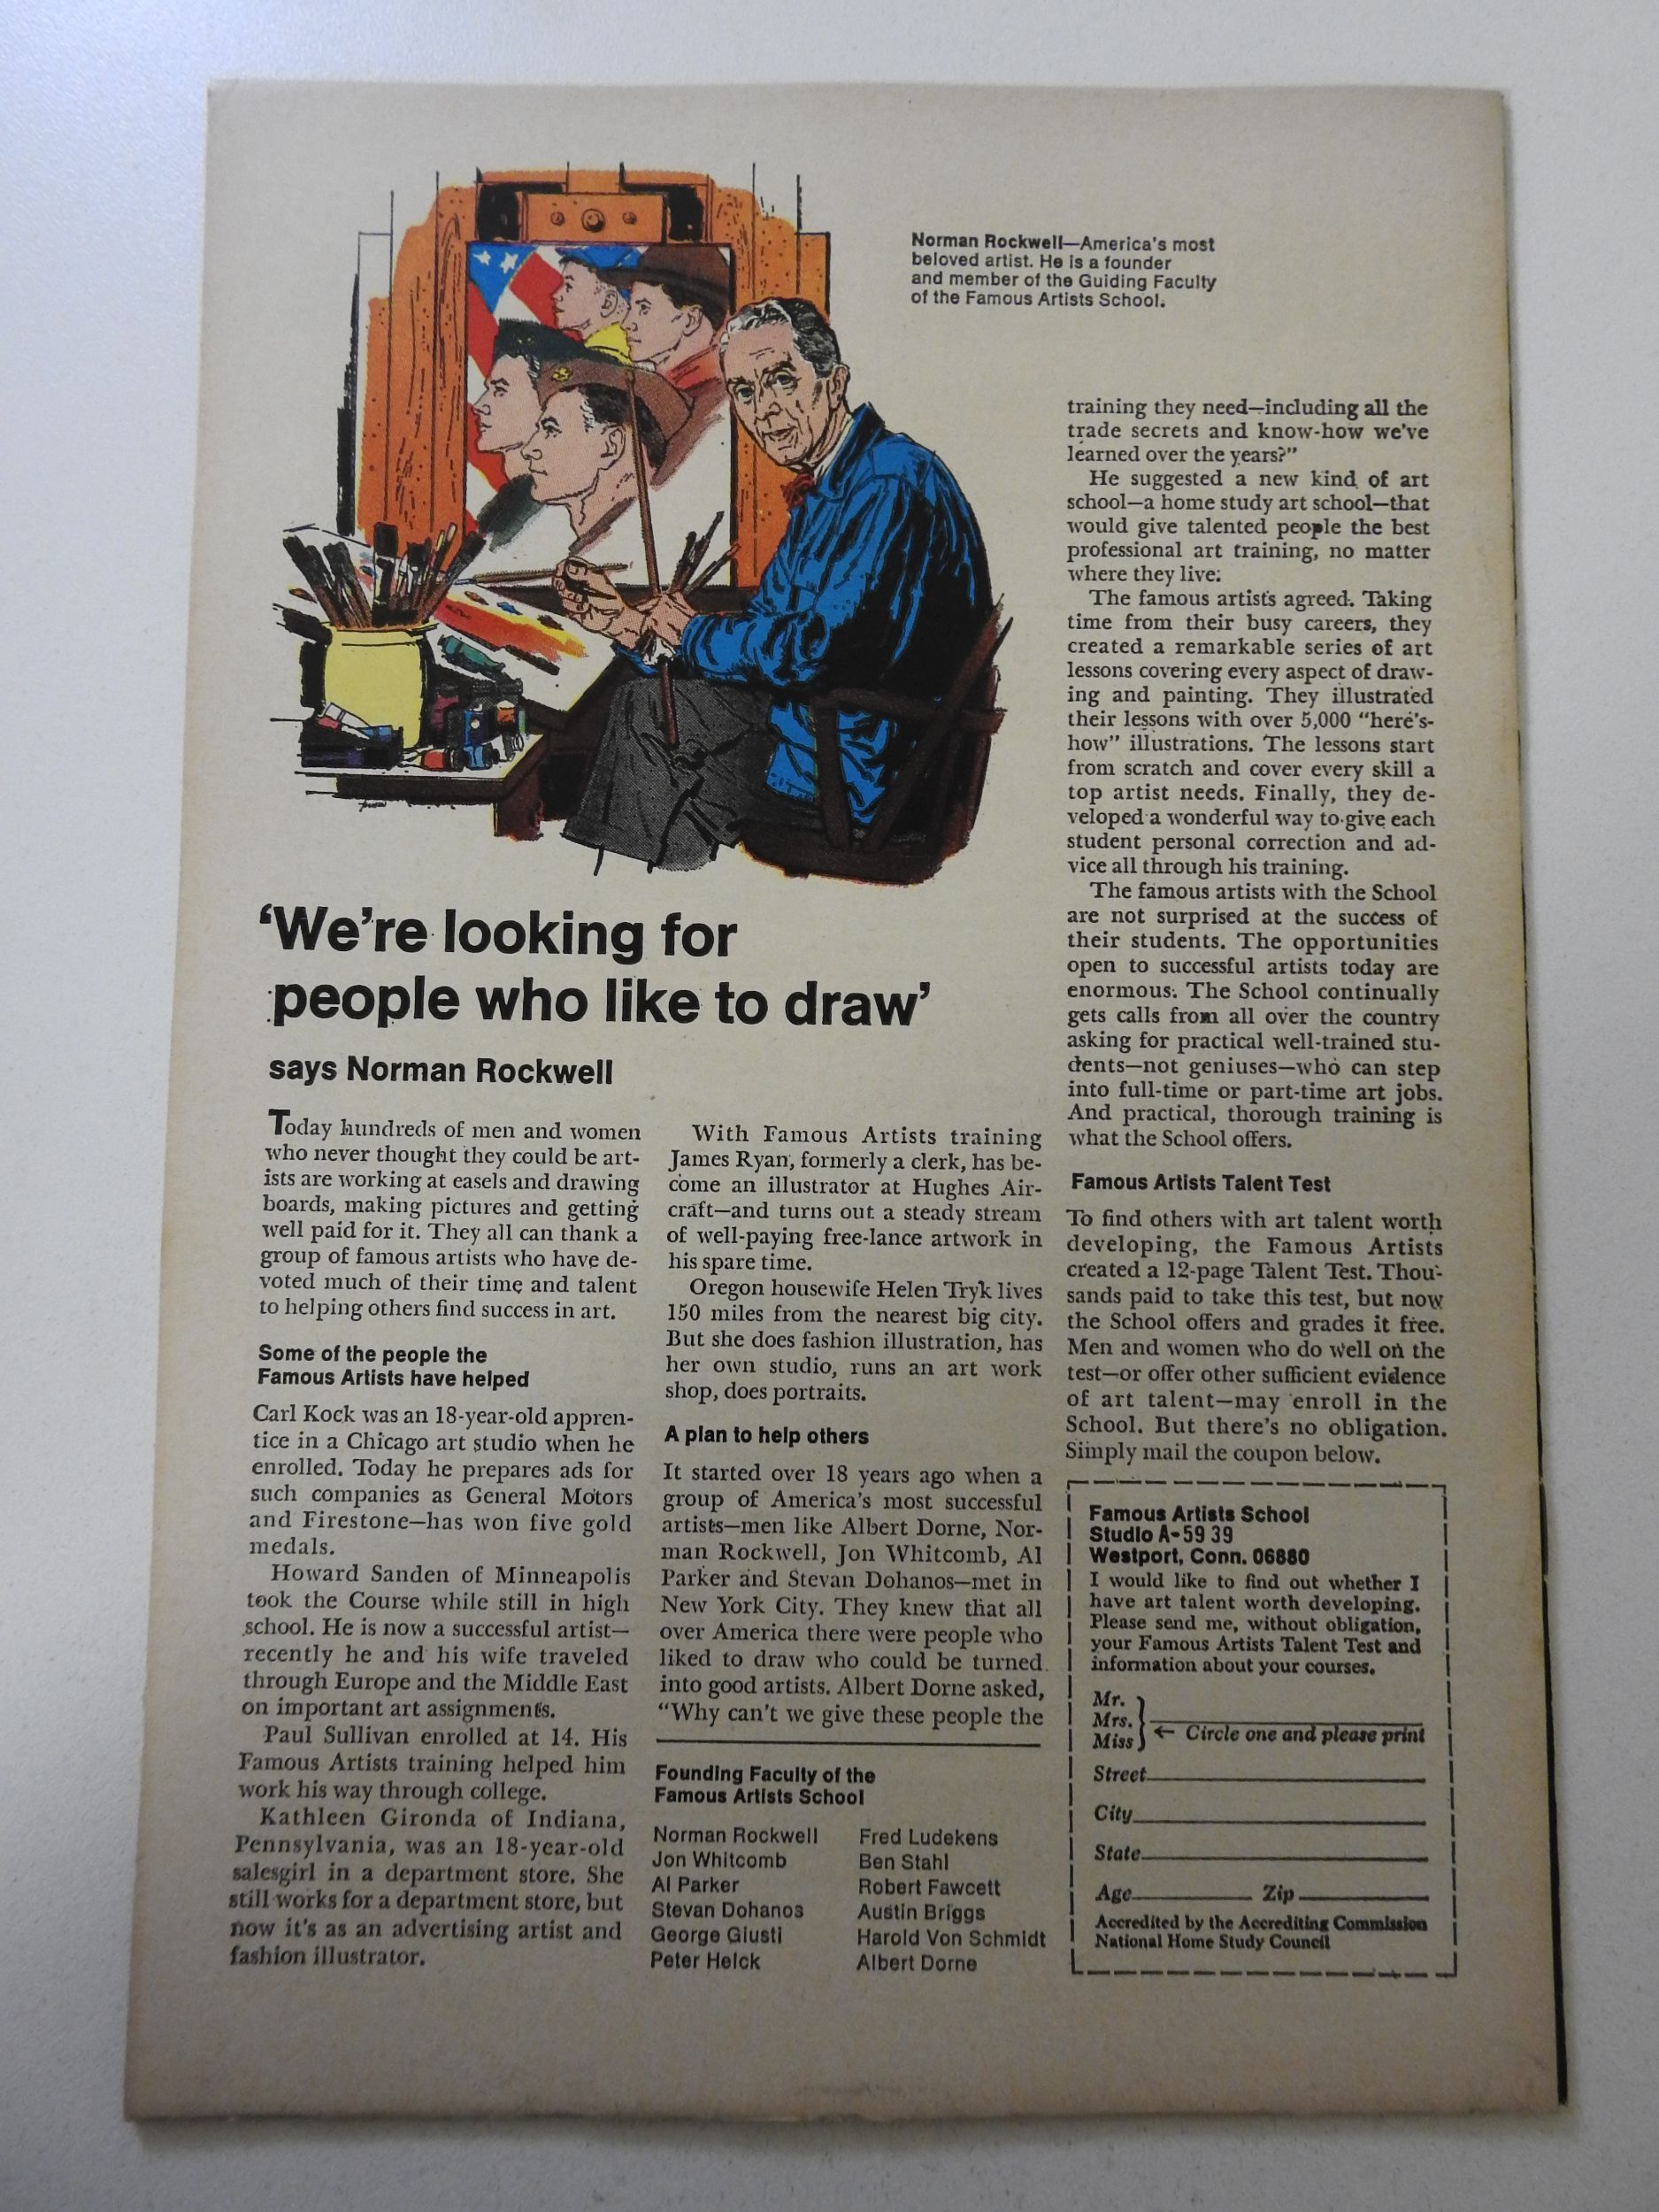 Norman Rockwell—America's most
beloved artist. He is a founder
and member of the Guiding Faculty
of the Famous Artists School.
'We're looking for
people who like to draw'
says Norman Rockwell
Today hundreds of men and women
who never thought they could be art-
ists are working at easels and drawing
boards, making pictures and getting
well paid for it. They all can thank a
group of famous artists who have de-
voted much of their time and talent
to helping others find success in art.
Some of the people the
Famous Artists have helped
Carl Kock was an 18-year-old appren-
tice in a Chicago art studio when he
enrolled. Today he prepares ads for
such companies as General Motors
and Firestone—has won five gold
medals.
Howard Sanden of Minneapolis
took the Course while still in high
school. He is now a successful artist—
recently he and his wife traveled
through Europe and the Middle East
on important art assignments.
Paul Sullivan enrolled at 14. His
Famous Artists training helped him
work his way through college.
Kathleen Gironda of Indiana,
Pennsylvania, was an 18-year-old
salesgirl in a department store. She
still works for a department store, but
now it's as an advertising artist and
fashion illustrator.
With Famous Artists training
James Ryan, formerly a clerk, has be-
come an illustrator at Hughes Air-
craft—and turns out a steady stream
of well-paying free-lance artwork in
his spare time.
Oregon housewife Helen Tryk lives
150 miles from the nearest big city.
But she does fashion illustration, has
her own studio, runs an art work
shop, does portraits.
A plan to help others
It started over 18 years ago when a
group of America's most successful
artists—men like Albert Dorne, Nor-
man Rockwell, Jon Whitcomb, Al
Parker and Stevan Dohanos—met in
New York City. They knew that all
over America there were people who
liked to draw who could be turned
into good artists. Albert Dorne asked,
"Why can't we give these people the
Founding Faculty of the
Famous Artists School
Norman Rockwell
Jon Whitcomb
Al Parker
Stevan Dohanos
George Giusti
Peter Helck
Fred Ludekens
Ben Stahl
Robert Fawcett
Austin Briggs
Harold Von Schmidt
Albert Dorne
training they need—including all the
trade secrets and know-how we've
learned over the years?"
He suggested a new kind of art
school—a home study art school—that
would give talented people the best
professional art training, no matter
where they live.
The famous artists agreed. Taking
time from their busy careers, they
created a remarkable series of art
lessons covering every aspect of draw-
ing and painting. They illustrated
their lessons with over 5,000 "here's-
how" illustrations. The lessons start
from scratch and cover every skill a
top artist needs. Finally, they de-
veloped a wonderful way to give each
student personal correction and ad-
vice all through his training.
The famous artists with the School
are not surprised at the success of
their students. The opportunities
open to successful artists today are
enormous. The School continually
gets calls from all over the country
asking for practical well-trained stu-
dents—not geniuses—who can step
into full-time or part-time art jobs.
And practical, thorough training is
what the School offers.
Famous Artists Talent Test
To find others with art talent worth
developing, the Famous Artists
created a 12-page Talent Test. Thou-
sands paid to take this test, but now
the School offers and grades it free.
Men and women who do well on the
test—or offer other sufficient evidence
of art talent—may enroll in the
School. But there's no obligation.
Simply mail the coupon below.
Famous Artists School
Studio A-5939
Westport, Conn. 06880
I would like to find out whether I
have art talent worth developing.
Please send me, without obligation,
your Famous Artists Talent Test and
information about your courses.
Mr.
Mrs.
Miss
← Circle one and please print
Street
City
State
Age Zip
Accredited by the Accrediting Commission
National Home Study Council